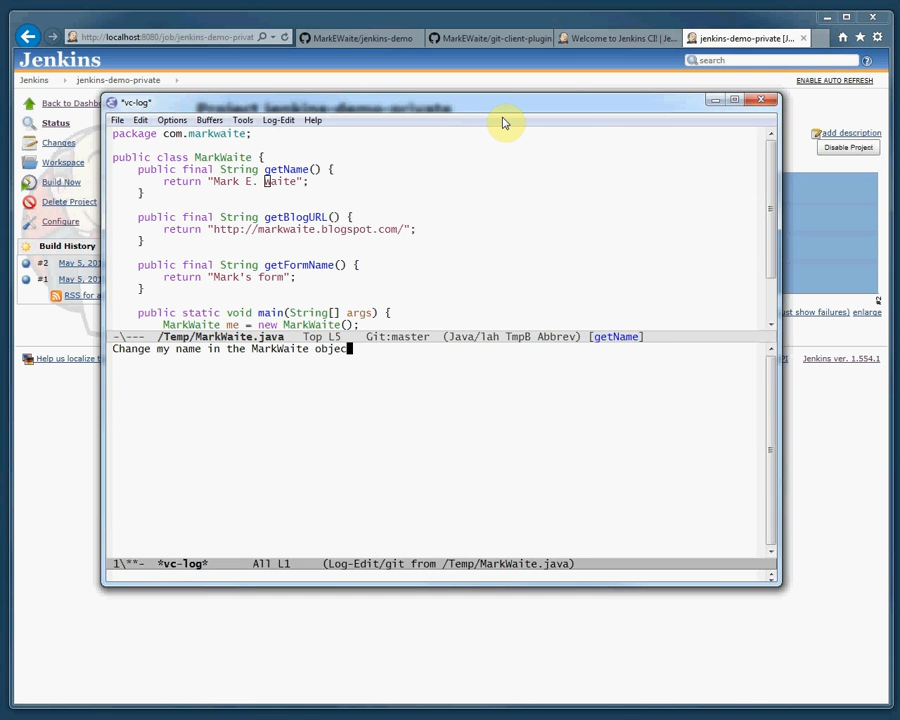 http://localhost:8080/job/jenkins-demo-privat
MarkEWaite/jenkins-demo
MarkEWaite/git-client-plugin
Welcome to Jenkins CI! | Je...
jenkins-demo-private [J...
Jenkins
search
Jenkins
jenkins-demo-private
ENABLE AUTO REFRESH
Back to Dashb
Status
Changes
Workspace
Build Now
Delete Project
Configure
Build History
#2 May 5, 201
#1 May 5, 201
RSS for a
Help us localize t
Project jenkins-demo-private
add description
Disable Project
#2
ust show failures) enlarge
PI Jenkins ver. 1.554.1
*vc-log*
File Edit Options Buffers Tools Log-Edit Help
package com.markwaite;
public class MarkWaite {
public final String getName() {
return "Mark E. Waite";
}
public final String getBlogURL() {
return "http://markwaite.blogspot.com/";
}
public final String getFormName() {
return "Mark's form";
}
public static void main(String[] args) {
MarkWaite me = new MarkWaite();
-\--- /Temp/MarkWaite.java Top L5 Git:master (Java/lah TmpB Abbrev) [getName]
Change my name in the MarkWaite objec
1\**- *vc-log* All L1 (Log-Edit/git from /Temp/MarkWaite.java)